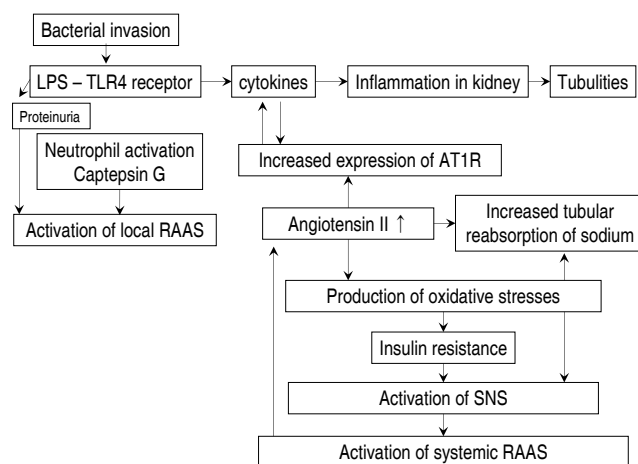 Bacterial invasion
LPS – TLR4 receptor
cytokines
Inflammation in kidney
Tubulities
Proteinuria
Neutrophil activation
Captepsin G
Increased expression of AT1R
Activation of local RAAS
Angiotensin II ↑
Increased tubular
reabsorption of sodium
Production of oxidative stresses
Insulin resistance
Activation of SNS
Activation of systemic RAAS